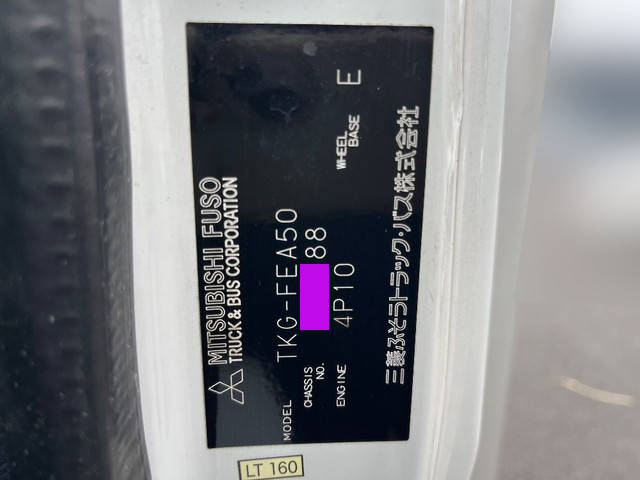 MITSUBISHI FUSO
TRUCK & BUS CORPORATION
MODEL TKG-FEA50
CHASSIS NO. 88
ENGINE 4P10 WHEEL BASE E
三菱ふそうトラック・バス株式会社
LT 160